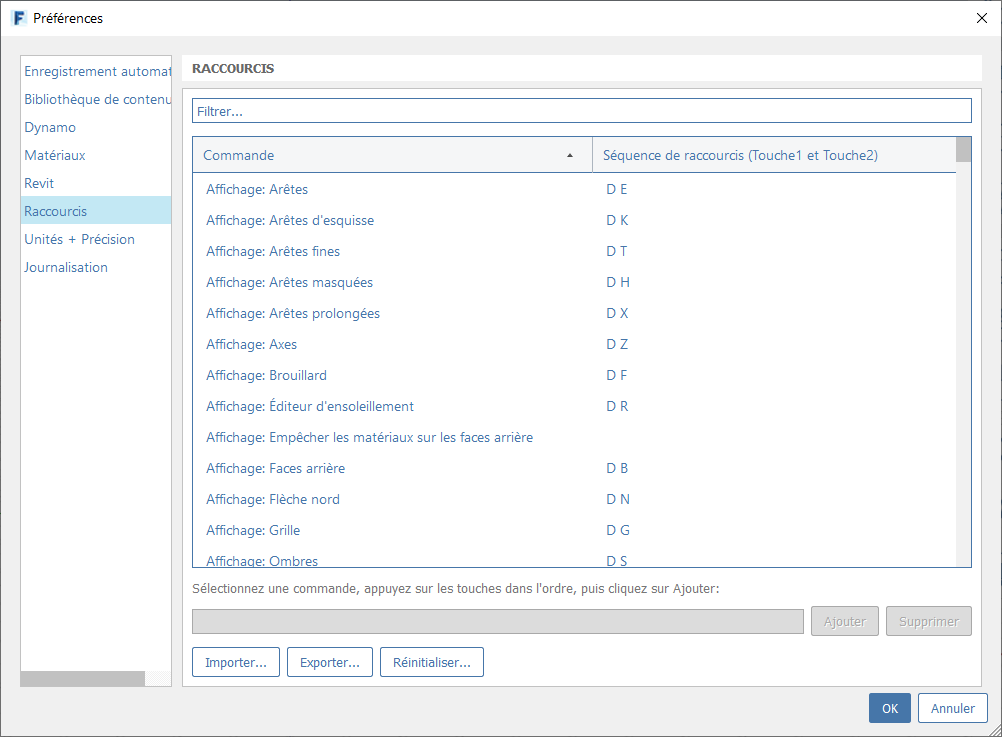 Préférences
Enregistrement automat
Bibliothèque de contenu
Dynamo
Matériaux
Revit
Raccourcis
Unités + Précision
Journalisation
RACCOURCIS
Filtrer...
Commande Séquence de raccourcis (Touche1 et Touche2)
Affichage: Arêtes D E
Affichage: Arêtes d'esquisse D K
Affichage: Arêtes fines D T
Affichage: Arêtes masquées D H
Affichage: Arêtes prolongées D X
Affichage: Axes D Z
Affichage: Brouillard D F
Affichage: Éditeur d'ensoleillement D R
Affichage: Empêcher les matériaux sur les faces arrière
Affichage: Faces arrière D B
Affichage: Flèche nord D N
Affichage: Grille D G
Affichage: Ombres D S
Sélectionnez une commande, appuyez sur les touches dans l'ordre, puis cliquez sur Ajouter:
Ajouter Supprimer
Importer... Exporter... Réinitialiser...
OK Annuler